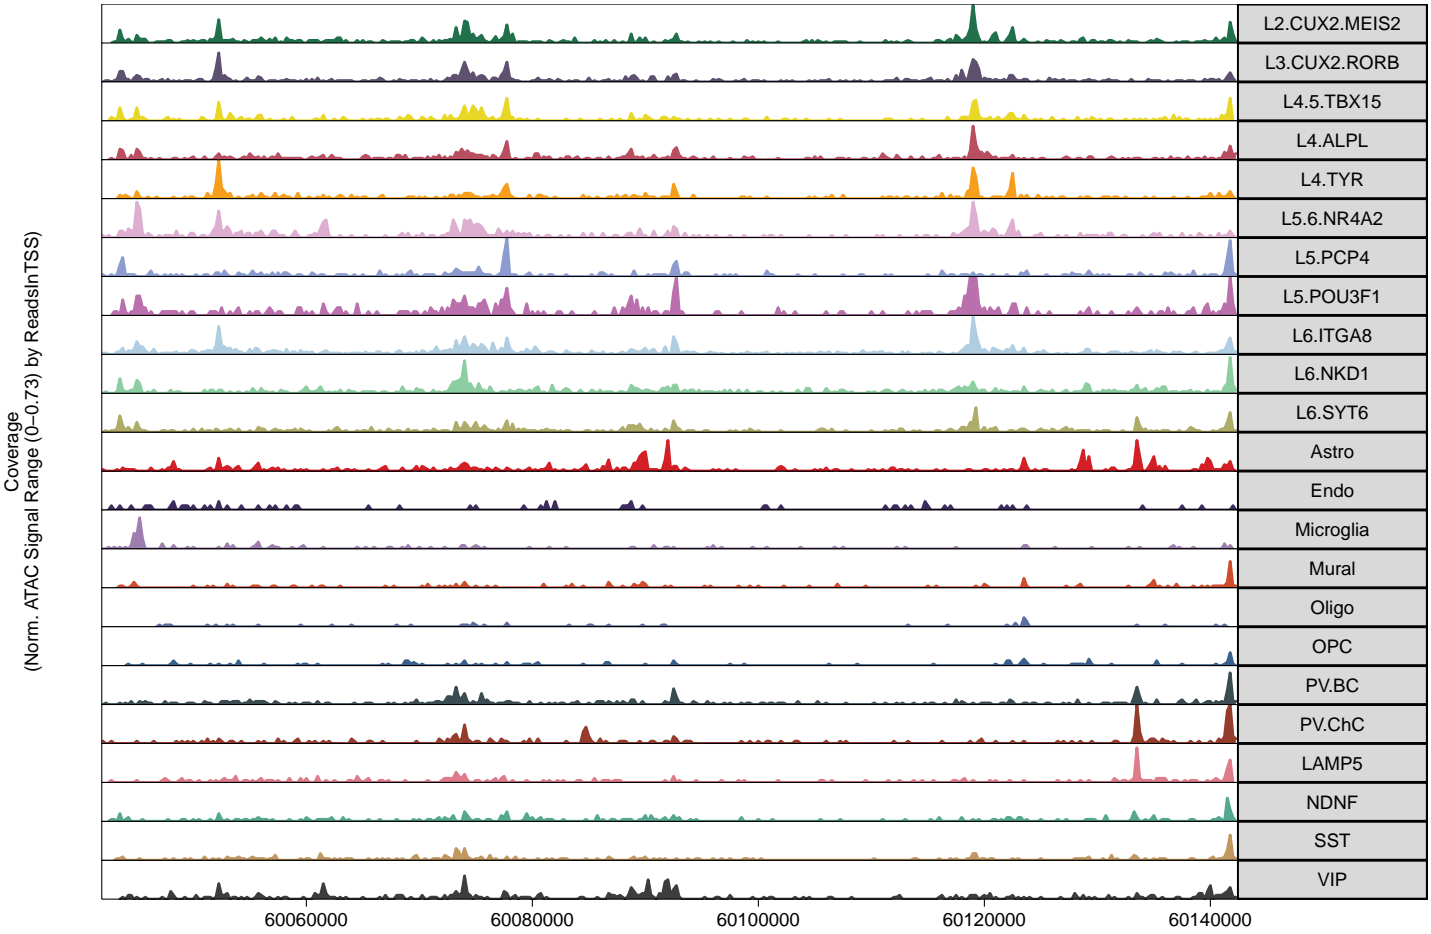 L2.CUX2.MEIS2
L3.CUX2.RORB
L4.5.TBX15
L4.ALPL
L4.TYR
L5.6.NR4A2
L5.PCP4
L5.POU3F1
L6.ITGA8
L6.NKD1
L6.SYT6
Astro
Endo
Microglia
Mural
Oligo
OPC
PV.BC
PV.ChC
LAMP5
NDNF
SST
VIP
Coverage
(Norm. ATAC Signal Range (0–0.73) by ReadsInTSS)
60060000 60080000 60100000 60120000 60140000